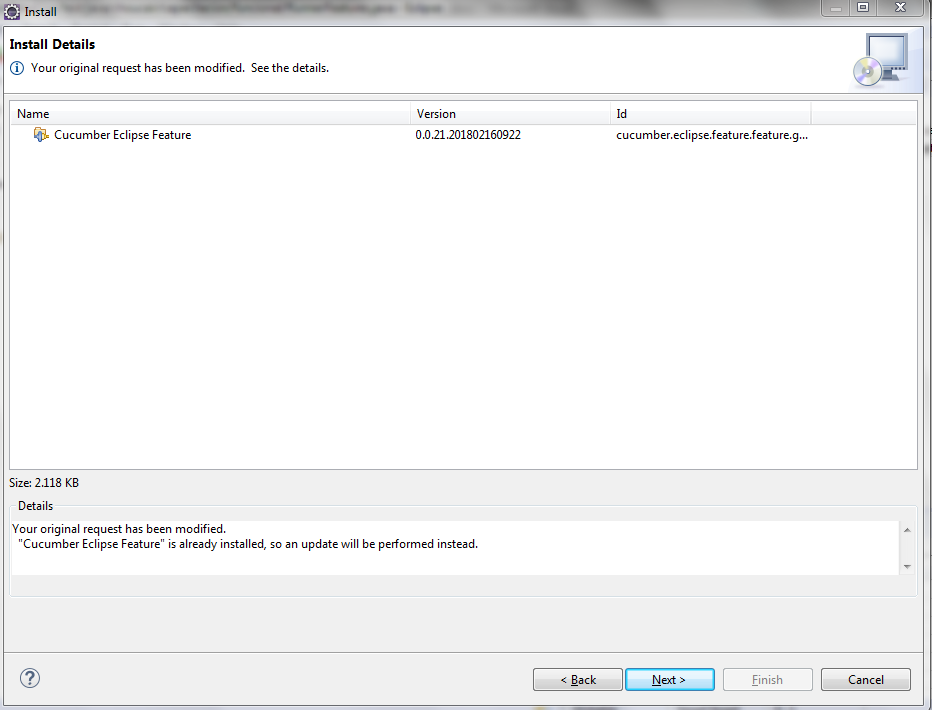 Install
Install Details
Your original request has been modified. See the details.
Name Version Id
Cucumber Eclipse Feature 0.0.21.201802160922 cucumber.eclipse.feature.feature.g...
Size: 2.118 KB
Details
Your original request has been modified.
"Cucumber Eclipse Feature" is already installed, so an update will be performed instead.
?
< Back Next > Finish Cancel